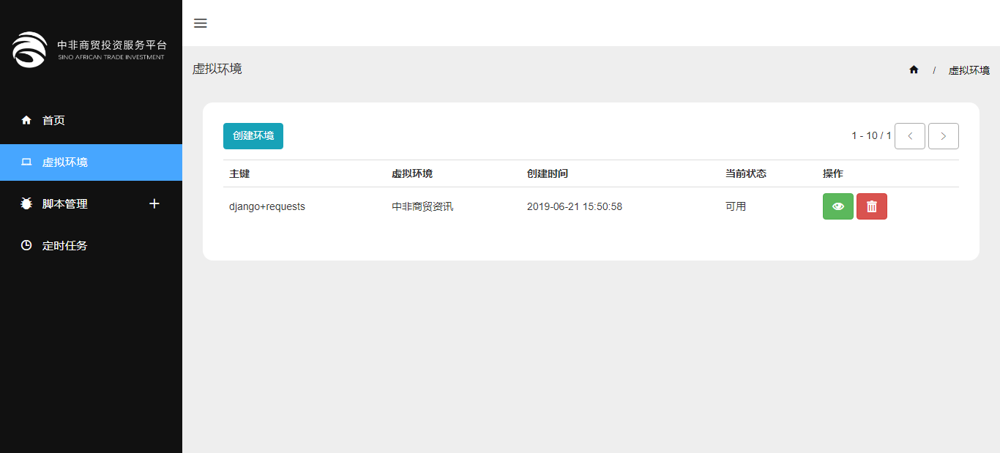 中非商贸投资服务平台
SINO AFRICAN TRADE INVESTMENT
首页
虚拟环境
脚本管理
定时任务
虚拟环境
/ 虚拟环境
创建环境
1 - 10 / 1
主键 虚拟环境 创建时间 当前状态 操作
django+requests 中非商贸资讯 2019-06-21 15:50:58 可用